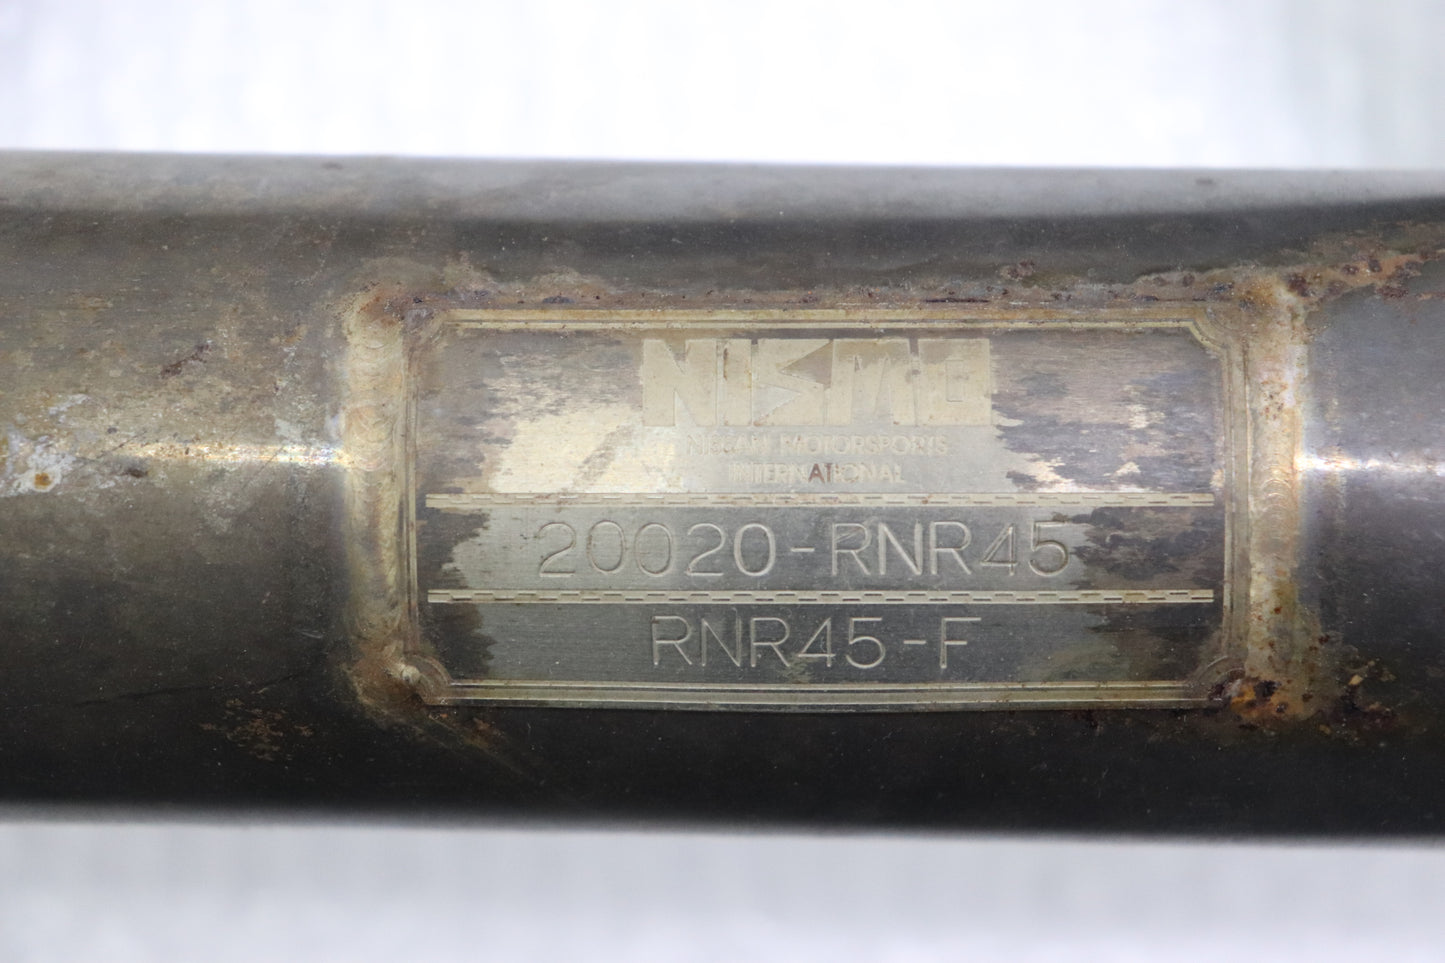 NISMO
NISSAN MOTORSPORTS
INTERNATIONAL
20020-RNR45
RNR45-F